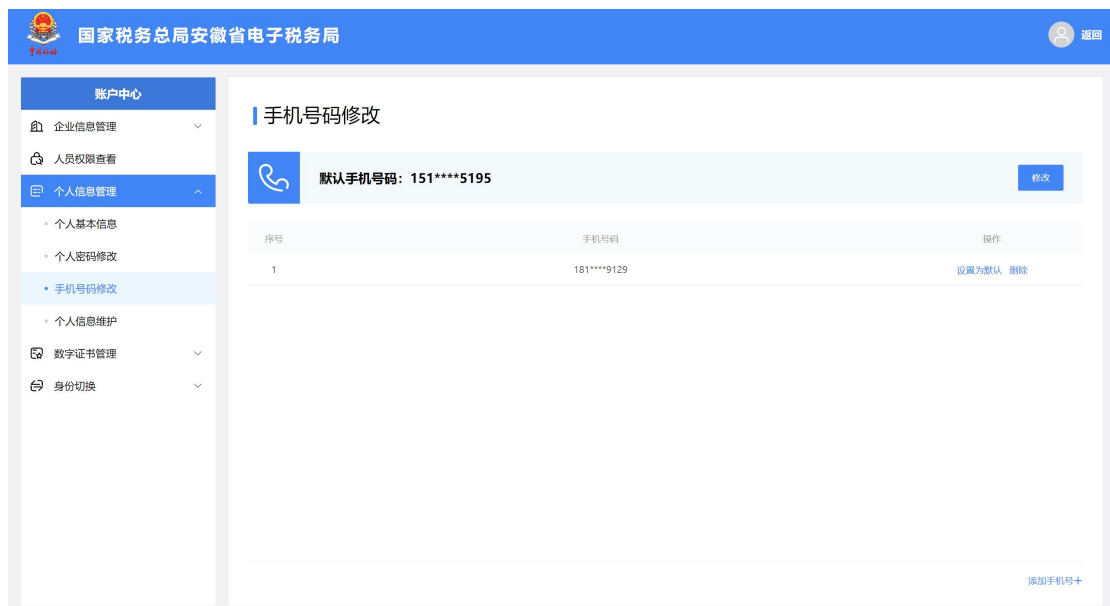 国家税务总局安徽省电子税务局
返回
账户中心
企业信息管理
人员权限查看
个人信息管理
个人基本信息
个人密码修改
手机号码修改
个人信息维护
数字证书管理
身份切换
手机号码修改
默认手机号码：151****5195
修改
序号 手机号码 操作
1 181****9129 设置为默认 删除
添加手机号+